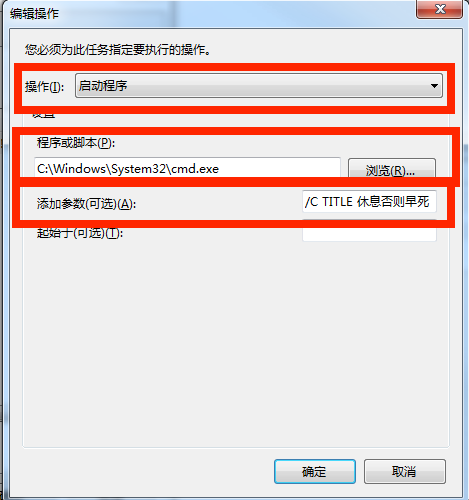 编辑操作
您必须为此任务指定要执行的操作。
操作(I): 启动程序
设置
程序或脚本(P):
C:\Windows\System32\cmd.exe 浏览(R)...
添加参数(可选)(A): /C TITLE 休息否则早死
起始于(可选)(T):
确定 取消